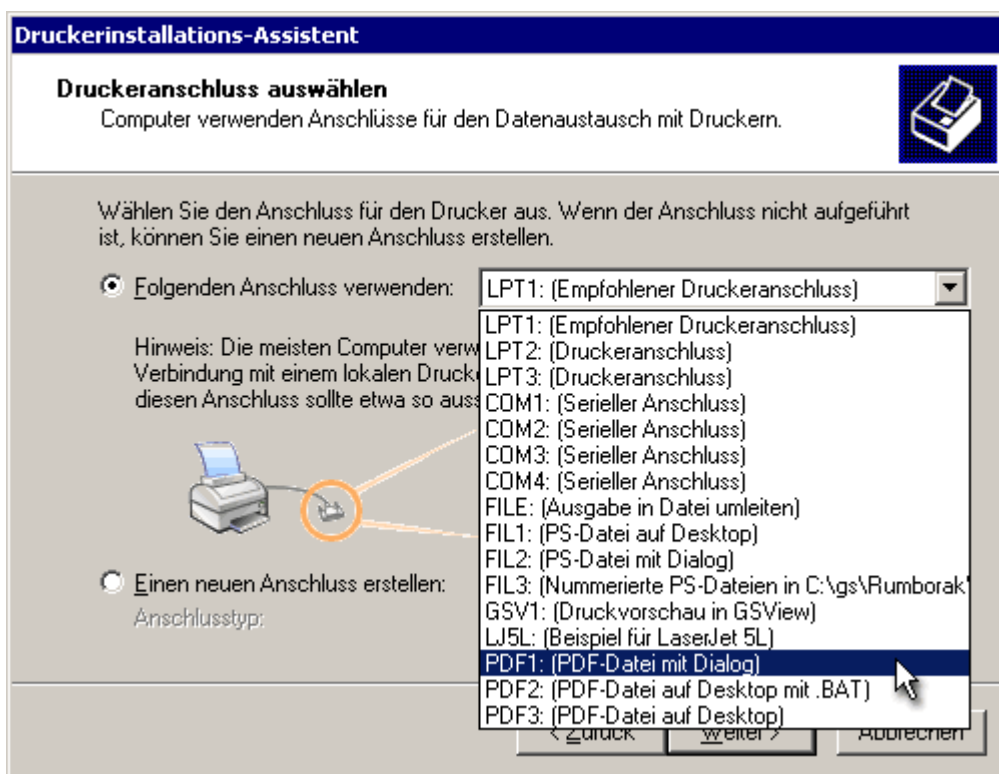 Druckerinstallations-Assistent
Druckeranschluss auswählen
Computer verwenden Anschlüsse für den Datenaustausch mit Druckern.
Wählen Sie den Anschluss für den Drucker aus. Wenn der Anschluss nicht aufgeführt
ist, können Sie einen neuen Anschluss erstellen.
Folgenden Anschluss verwenden: LPT1: (Empfohlener Druckeranschluss)
Hinweis: Die meisten Computer
Verbindung mit einem lokalen
diesen Anschluss sollte etwa so
LPT1: (Empfohlener Druckeranschluss)
LPT2: (Druckeranschluss)
LPT3: (Druckeranschluss)
COM1: (Serieller Anschluss)
COM2: (Serieller Anschluss)
COM3: (Serieller Anschluss)
COM4: (Serieller Anschluss)
FILE: (Ausgabe in Datei umleiten)
FIL1: (PS-Datei auf Desktop)
FIL2: (PS-Datei mit Dialog)
FIL3: (Nummerierte PS-Dateien in C:\gs\Rumborak
GSV1: (Druckvorschau in GSView)
LJ5L: (Beispiel für LaserJet 5L)
PDF1: (PDF-Datei mit Dialog)
PDF2: (PDF-Datei auf Desktop mit .BAT)
PDF3: (PDF-Datei auf Desktop)
Einen neuen Anschluss erstellen:
Anschlusstyp:
< Zurück Weiter > Abbrechen